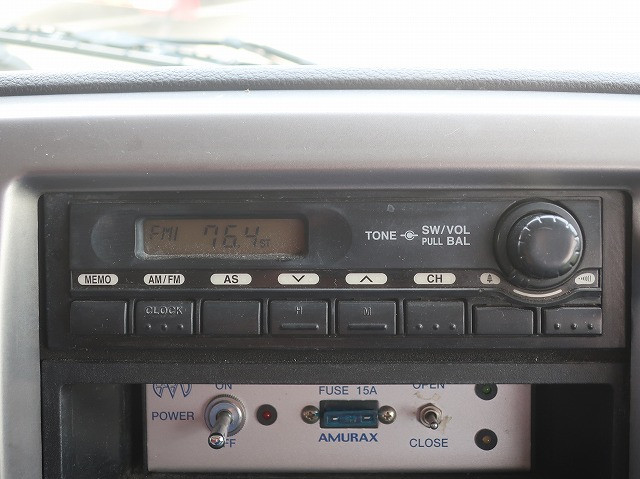 FM1 76.4 ST
TONE SW/VOL
PULL BAL
MEMO AM/FM AS CH
CLOCK H M
ON FUSE 15A OPEN
POWER
OFF AMURAX CLOSE